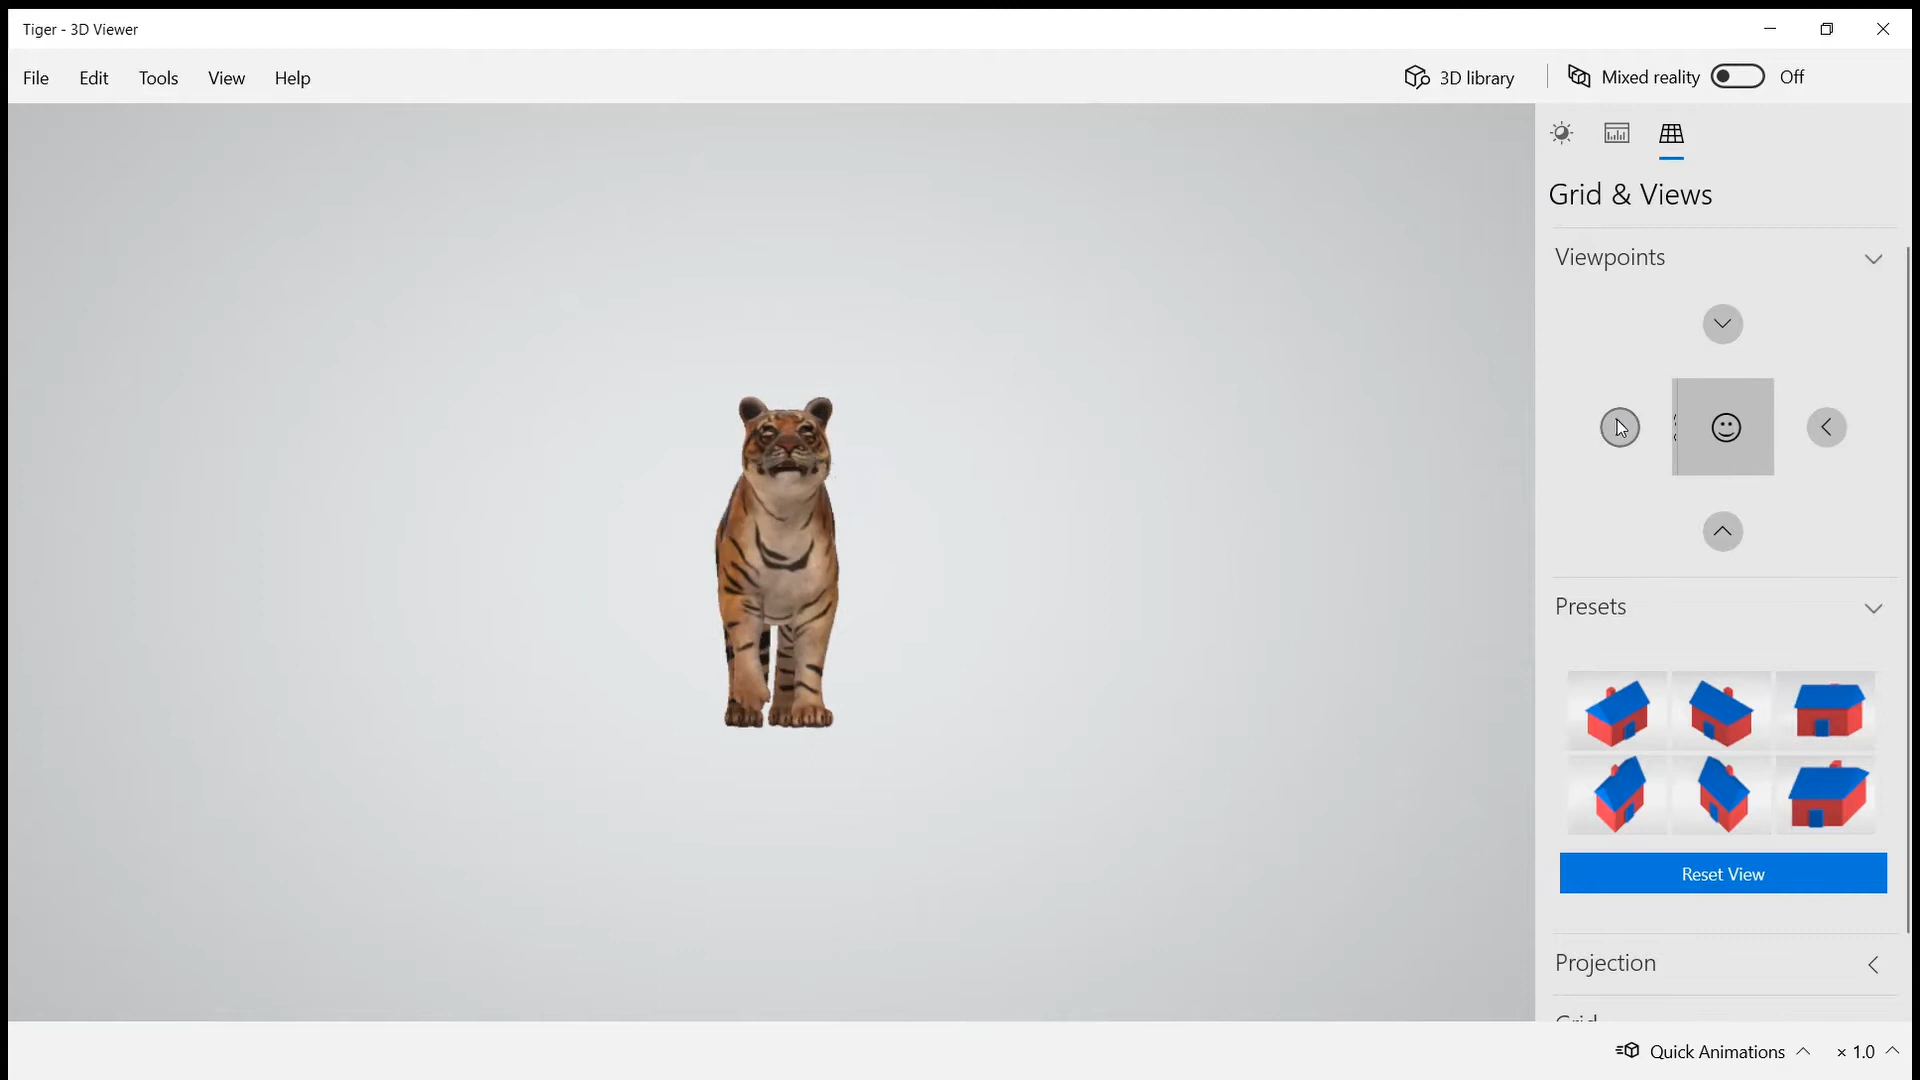 Tiger - 3D Viewer
File Edit Tools View Help
3D library Mixed reality Off
Grid & Views
Viewpoints
Presets
Reset View
Projection
Grid
Quick Animations × 1.0